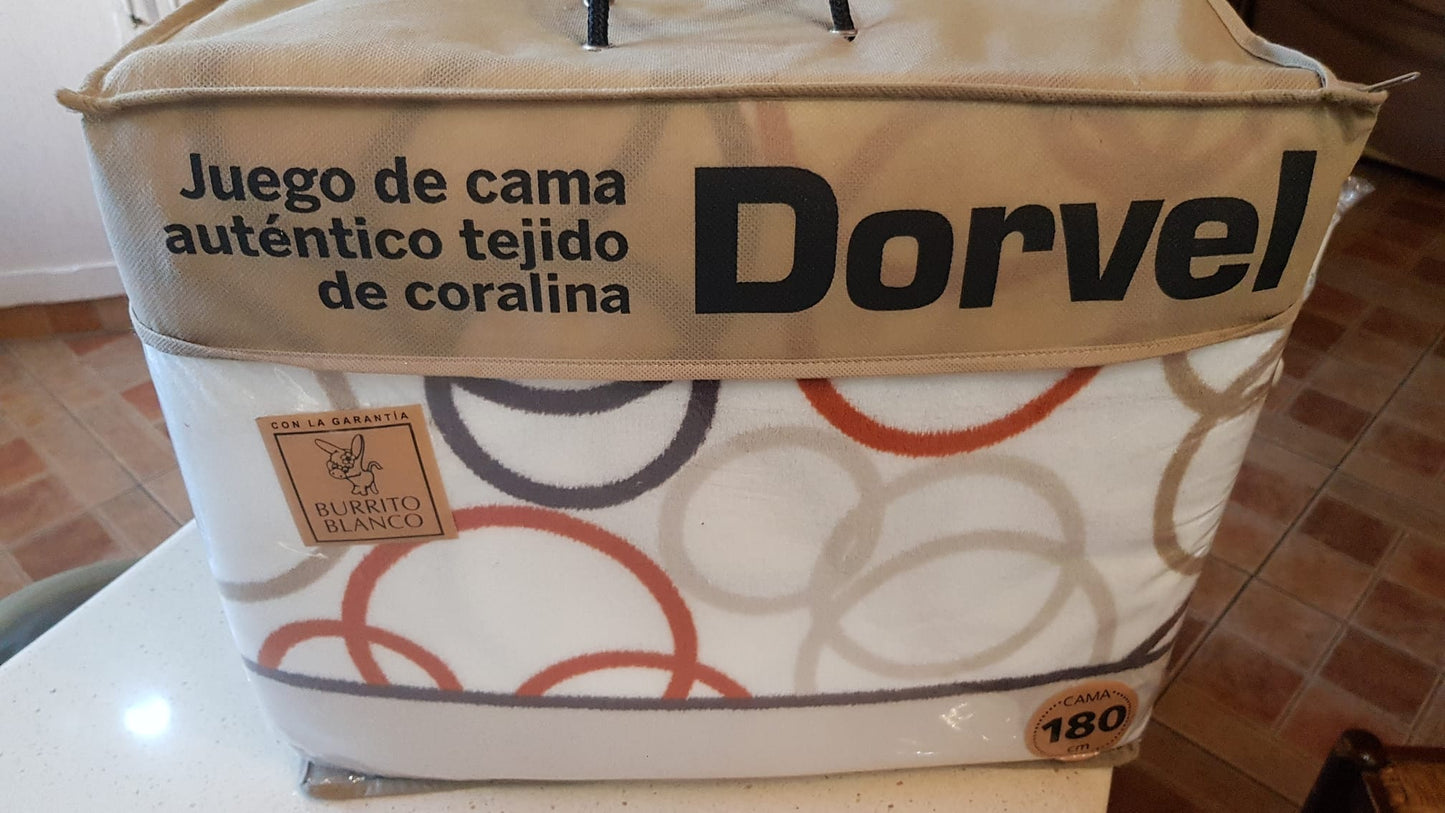 Juego de cama
auténtico tejido
de coralina
Dorvel
CON LA GARANTÍA
BURRITO
BLANCO
CAMA
180
cm